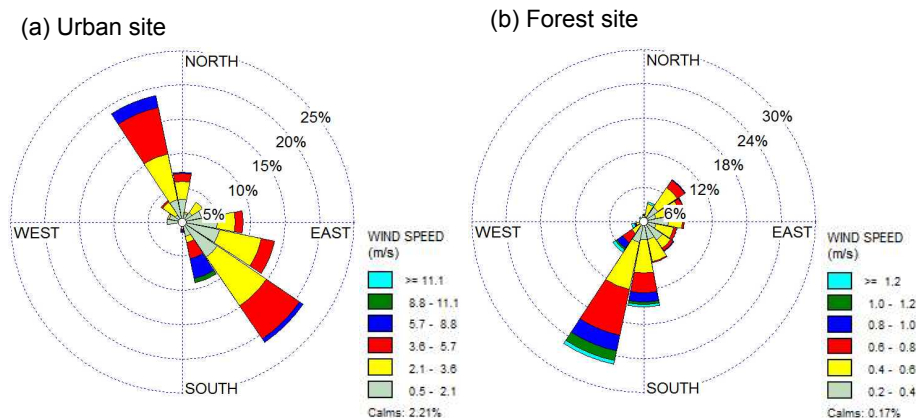 (a) Urban site
NORTH
25%
20%
15%
10%
5%
WEST
EAST
SOUTH
WIND SPEED
(m/s)
>= 11.1
8.8 - 11.1
5.7 - 8.8
3.6 - 5.7
2.1 - 3.6
0.5 - 2.1
Calms: 2.21%
(b) Forest site
NORTH
30%
24%
18%
12%
6%
WEST
EAST
SOUTH
WIND SPEED
(m/s)
>= 1.2
1.0 - 1.2
0.8 - 1.0
0.6 - 0.8
0.4 - 0.6
0.2 - 0.4
Calms: 0.17%